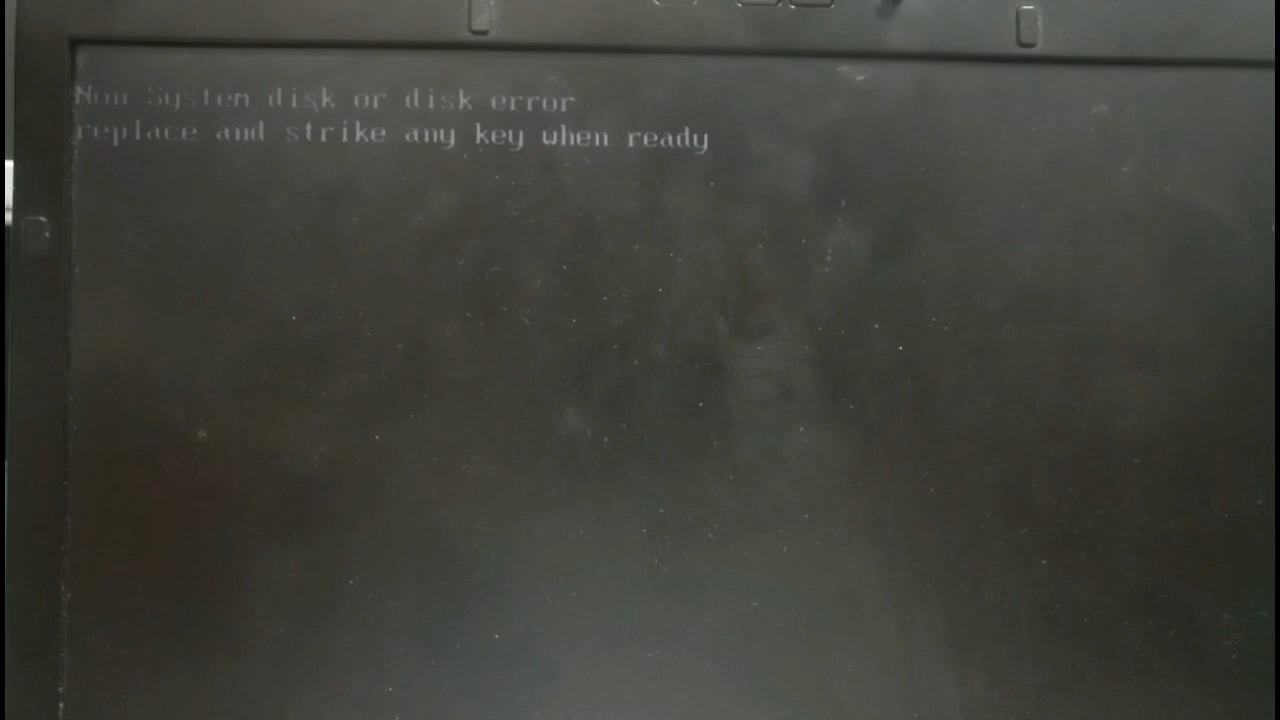 Non System disk or disk error
replace and strike any key when ready